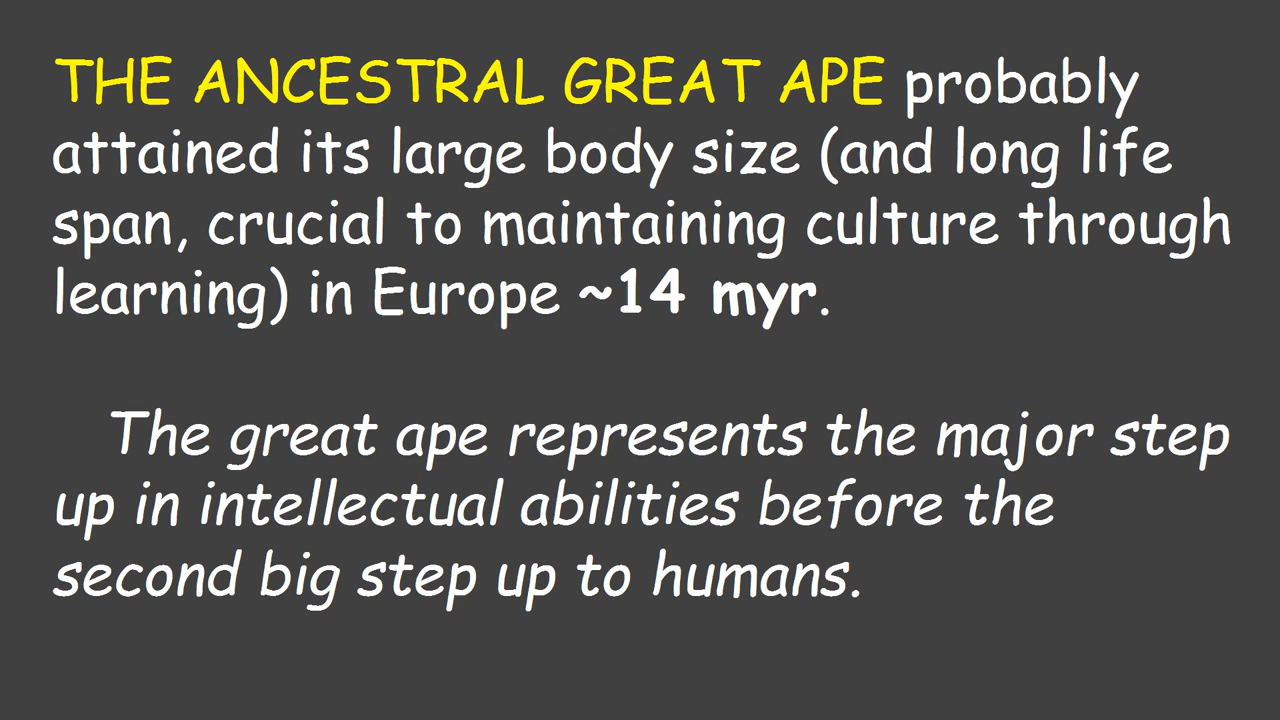 THE ANCESTRAL GREAT APE probably
attained its large body size (and long life
span, crucial to maintaining culture through
learning) in Europe ~14 myr.
The great ape represents the major step
up in intellectual abilities before the
second big step up to humans.